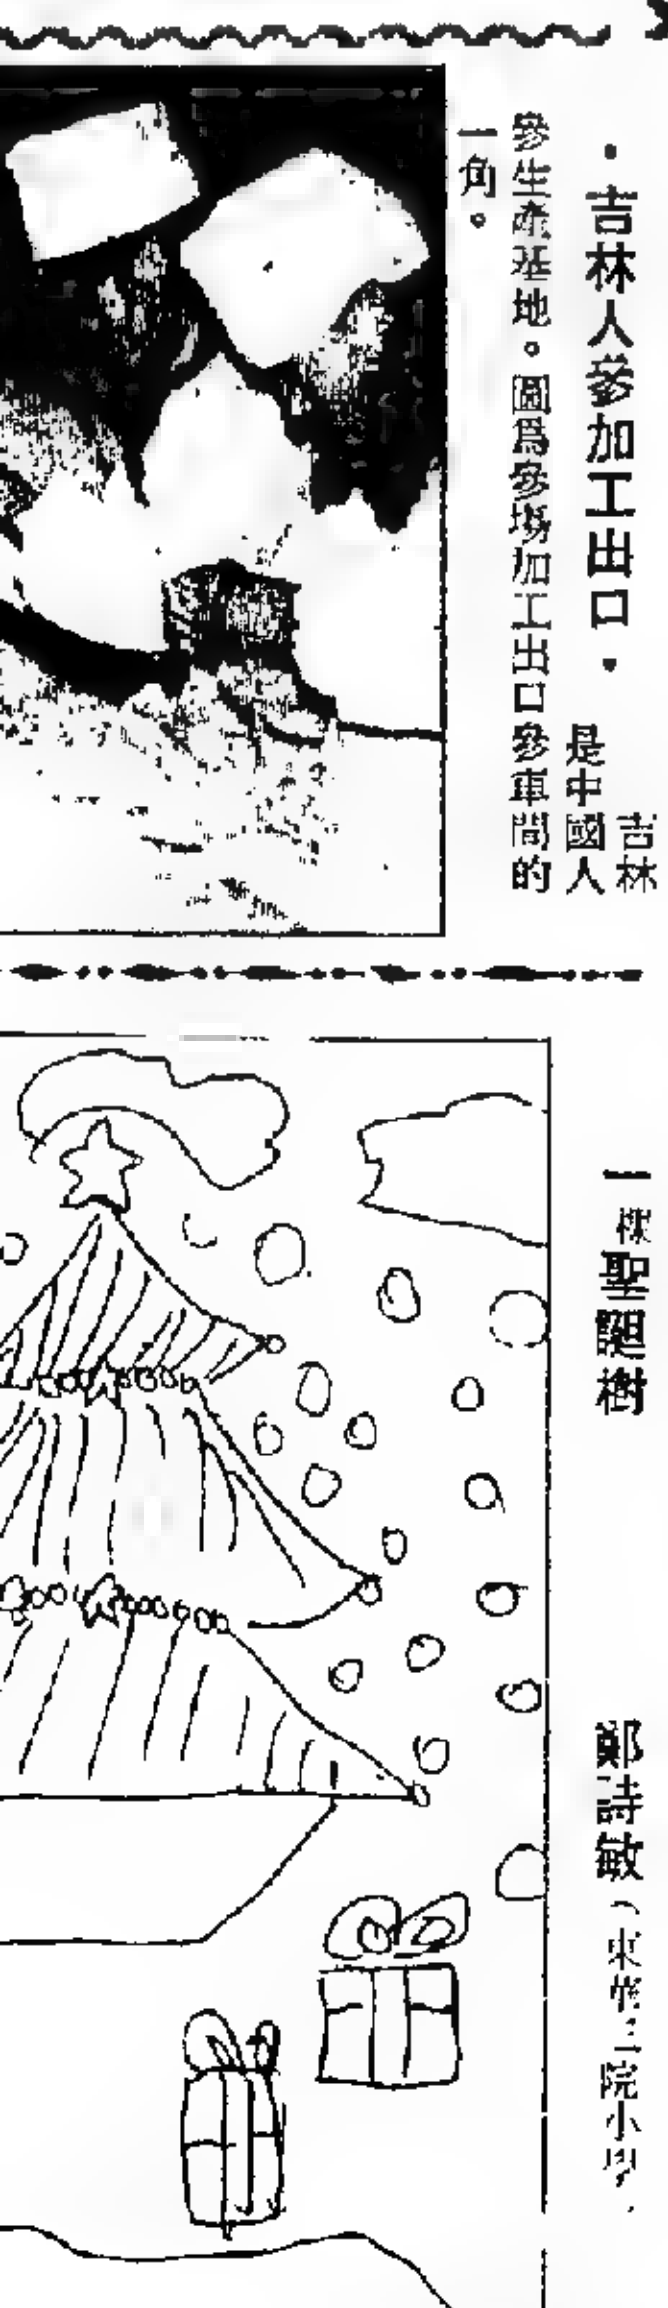 ·吉林人參加工出口·
吉林
是中國人
參生產基地。圖爲參場加工出口參車間的
一角。
一棵聖誕樹
鄭詩敏（東華三院小學